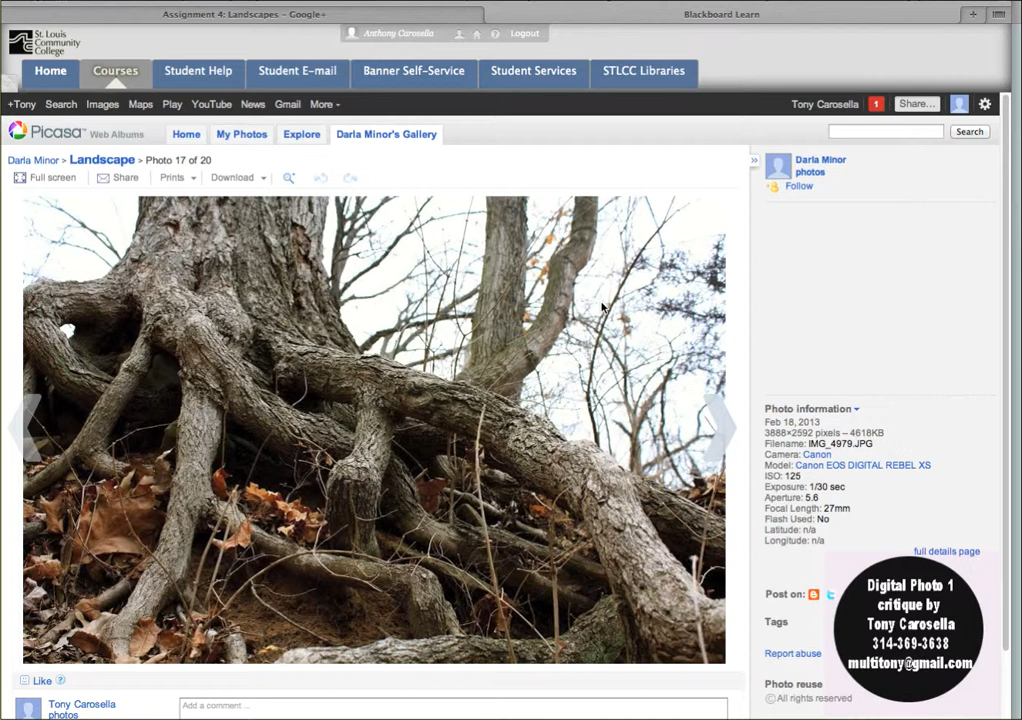 Assignment 4: Landscapes - Google+
Blackboard Learn
+
St. Louis
Community
College
Anthony Carosella
Logout
Home
Courses
Student Help
Student E-mail
Banner Self-Service
Student Services
STLCC Libraries
+Tony Search Images Maps Play YouTube News Gmail More
Tony Carosella 1 Share...
Picasa™ Web Albums
Home My Photos Explore Darla Minor's Gallery
Search
Darla Minor > Landscape > Photo 17 of 20
Full screen Share Prints Download
»
Darla Minor
photos
Follow
Photo information
Feb 18, 2013
3888×2592 pixels – 4618KB
Filename: IMG_4979.JPG
Camera: Canon
Model: Canon EOS DIGITAL REBEL XS
ISO: 125
Exposure: 1/30 sec
Aperture: 5.6
Focal Length: 27mm
Flash Used: No
Latitude: n/a
Longitude: n/a
full details page
Post on:
Tags
Report abuse
Photo reuse
© All rights reserved
Digital Photo 1
critique by
Tony Carosella
314-369-3638
multitony@gmail.com
Like ?
Tony Carosella
photos
Add a comment ...